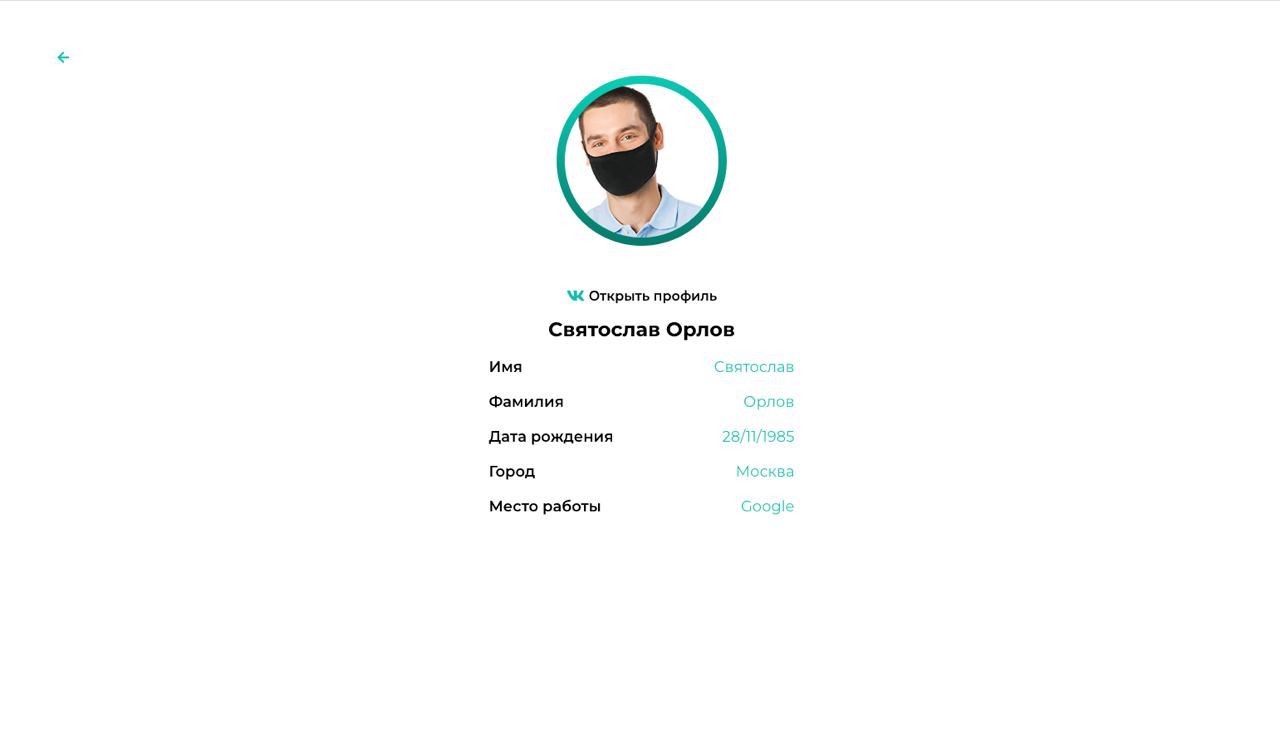 Открыть профиль
Святослав Орлов
Имя Святослав
Фамилия Орлов
Дата рождения 28/11/1985
Город Москва
Место работы Google